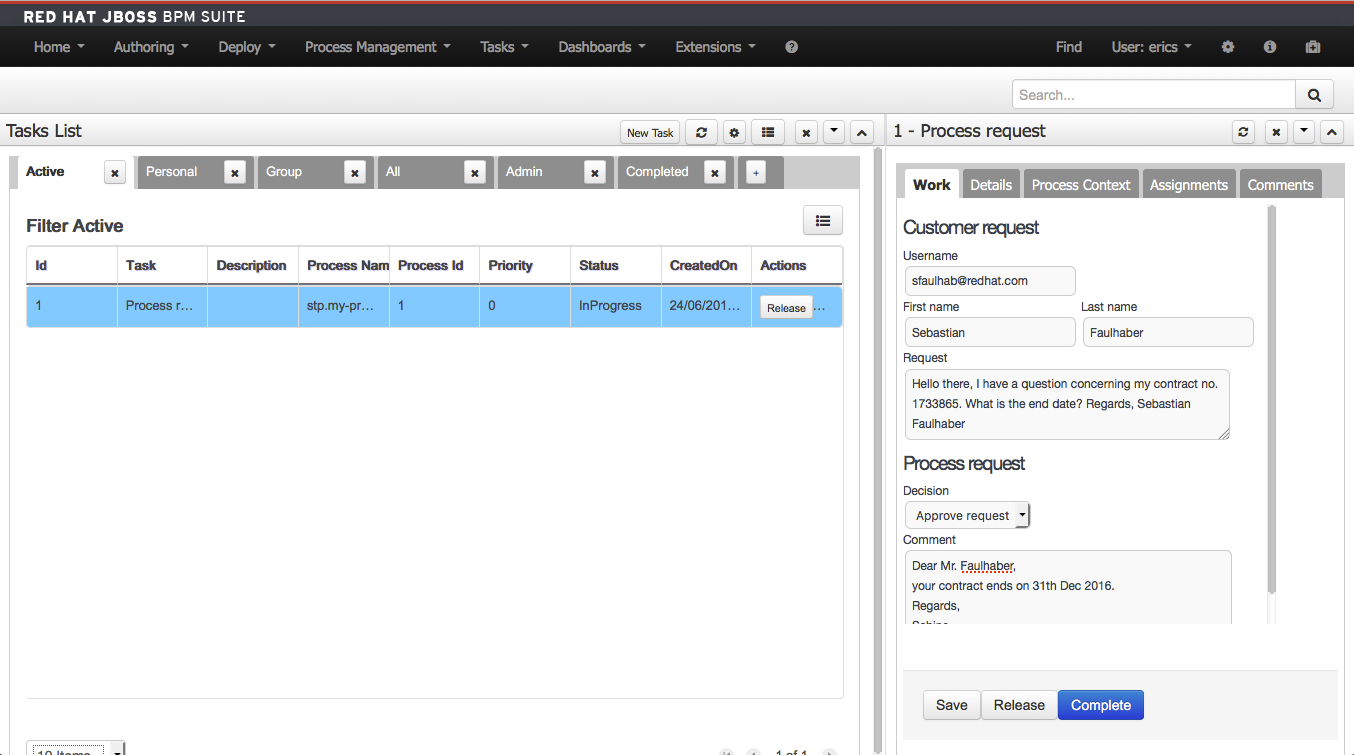 RED HAT JBOSS BPM SUITE
Home Authoring Deploy Process Management Tasks Dashboards Extensions ? Find User: erics
Search...
Tasks List New Task
Active Personal Group All Admin Completed +
Filter Active
Id Task Description Process Nam Process Id Priority Status CreatedOn Actions
1 Process r... stp.my-pr... 1 0 InProgress 24/06/201... Release ...
10 Items 1 of 1
1 - Process request
Work Details Process Context Assignments Comments
Customer request
Username
sfaulhab@redhat.com
First name Last name
Sebastian Faulhaber
Request
Hello there, I have a question concerning my contract no.
1733865. What is the end date? Regards, Sebastian
Faulhaber
Process request
Decision
Approve request
Comment
Dear Mr. Faulhaber,
your contract ends on 31th Dec 2016.
Regards,
Save Release Complete